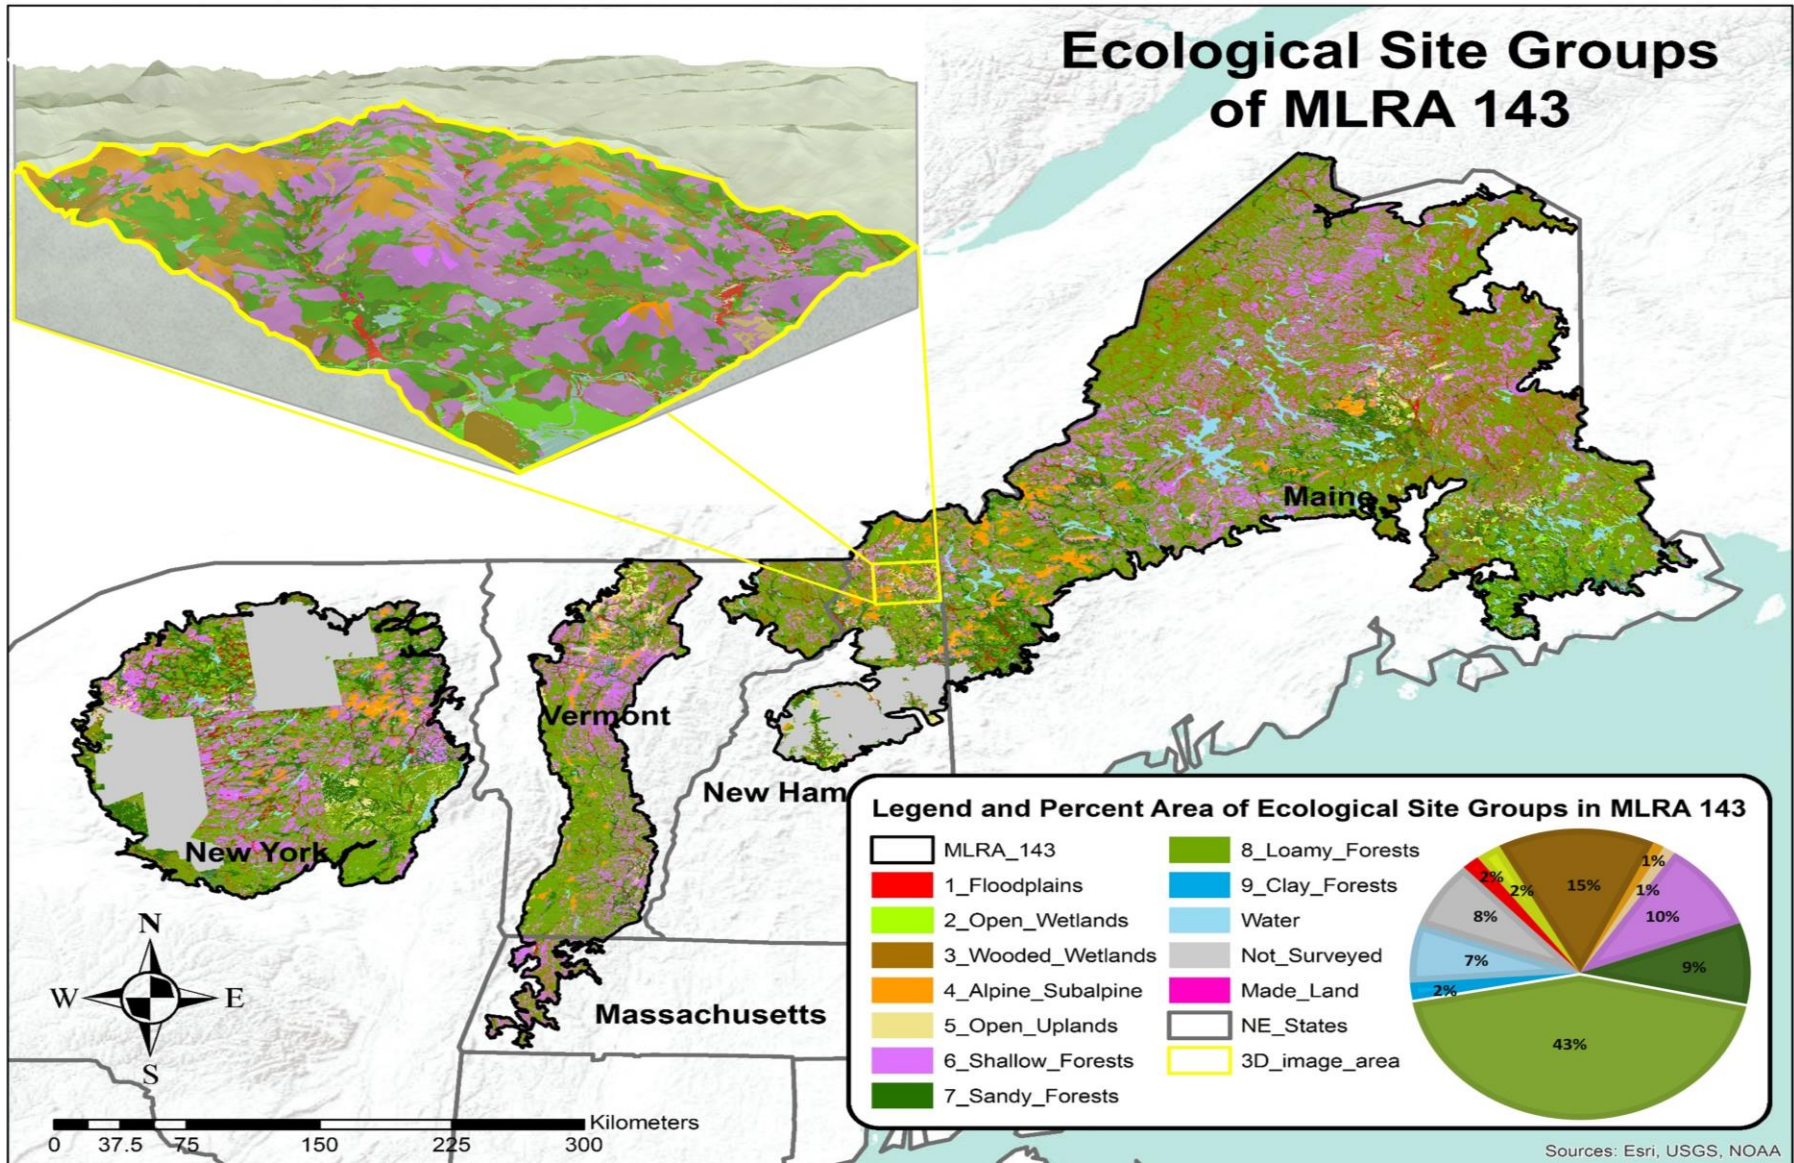 Ecological Site Groups
of MLRA 143
Maine
Vermont
New Ham
New York
Massachusetts
N
W
E
S
Kilometers
0 37.5 75 150 225 300
Legend and Percent Area of Ecological Site Groups in MLRA 143
MLRA_143
1_Floodplains
2_Open_Wetlands
3_Wooded_Wetlands
4_Alpine_Subalpine
5_Open_Uplands
6_Shallow_Forests
7_Sandy_Forests
8_Loamy_Forests
9_Clay_Forests
Water
Not_Surveyed
Made_Land
NE_States
3D_image_area
2%
2%
15%
1%
1%
10%
9%
43%
2%
7%
8%
Sources: Esri, USGS, NOAA